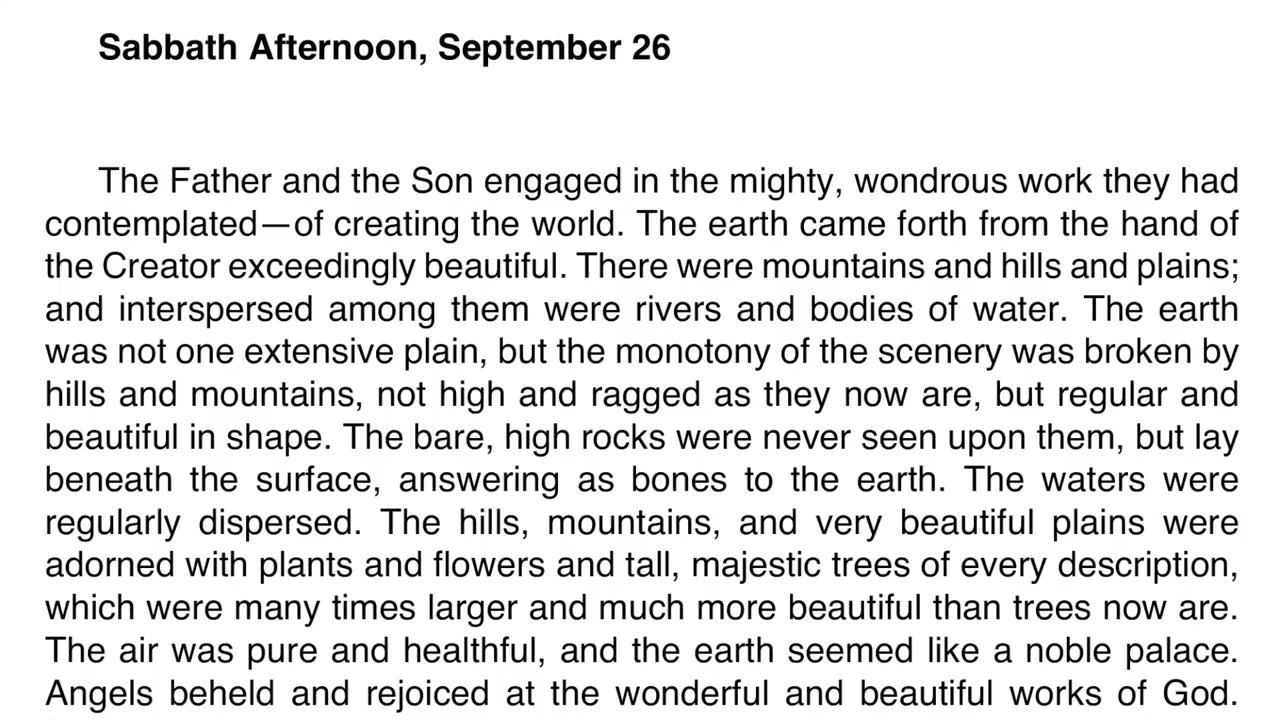 Sabbath Afternoon, September 26
The Father and the Son engaged in the mighty, wondrous work they had
contemplated—of creating the world. The earth came forth from the hand of
the Creator exceedingly beautiful. There were mountains and hills and plains;
and interspersed among them were rivers and bodies of water. The earth
was not one extensive plain, but the monotony of the scenery was broken by
hills and mountains, not high and ragged as they now are, but regular and
beautiful in shape. The bare, high rocks were never seen upon them, but lay
beneath the surface, answering as bones to the earth. The waters were
regularly dispersed. The hills, mountains, and very beautiful plains were
adorned with plants and flowers and tall, majestic trees of every description,
which were many times larger and much more beautiful than trees now are.
The air was pure and healthful, and the earth seemed like a noble palace.
Angels beheld and rejoiced at the wonderful and beautiful works of God.